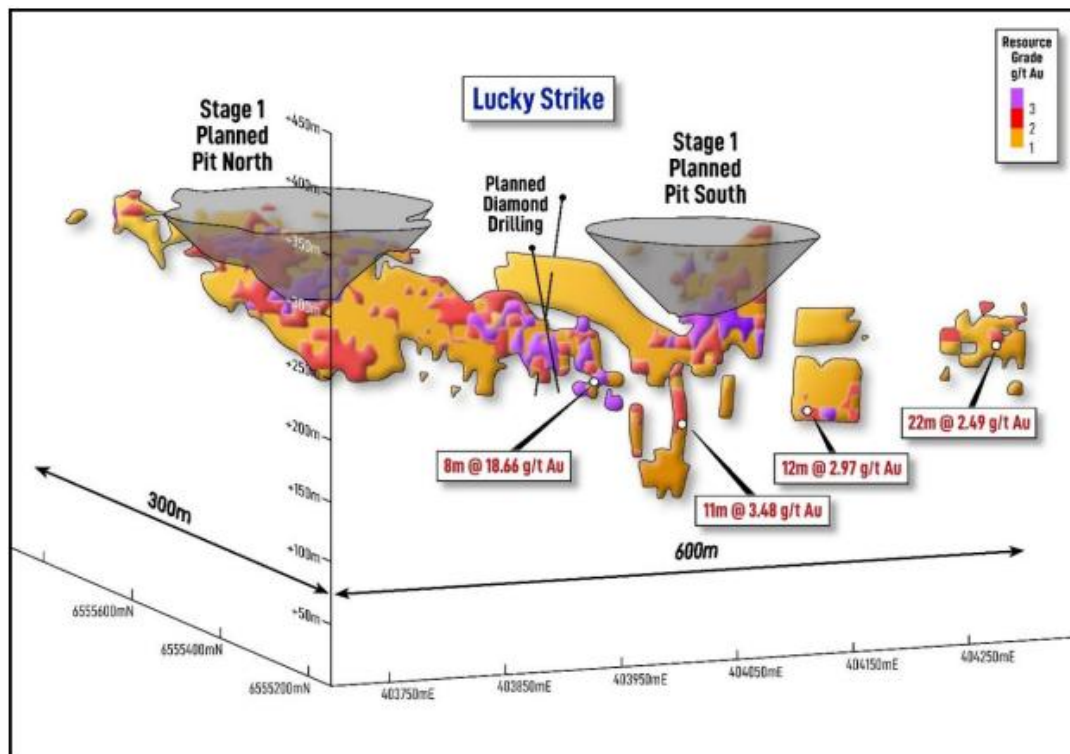 Resource
Grade
g/t Au
3
2
1
Lucky Strike
Stage 1
Planned
Pit North
Stage 1
Planned
Pit South
Planned
Diamond
Drilling
+450m
+400m
+350m
+300m
+250m
+200m
+150m
+100m
+50m
8m @ 18.66 g/t Au
11m @ 3.48 g/t Au
12m @ 2.97 g/t Au
22m @ 2.49 g/t Au
300m
600m
6555600mN
6555400mN
6555200mN
403750mE
403850mE
403950mE
404050mE
404150mE
404250mE